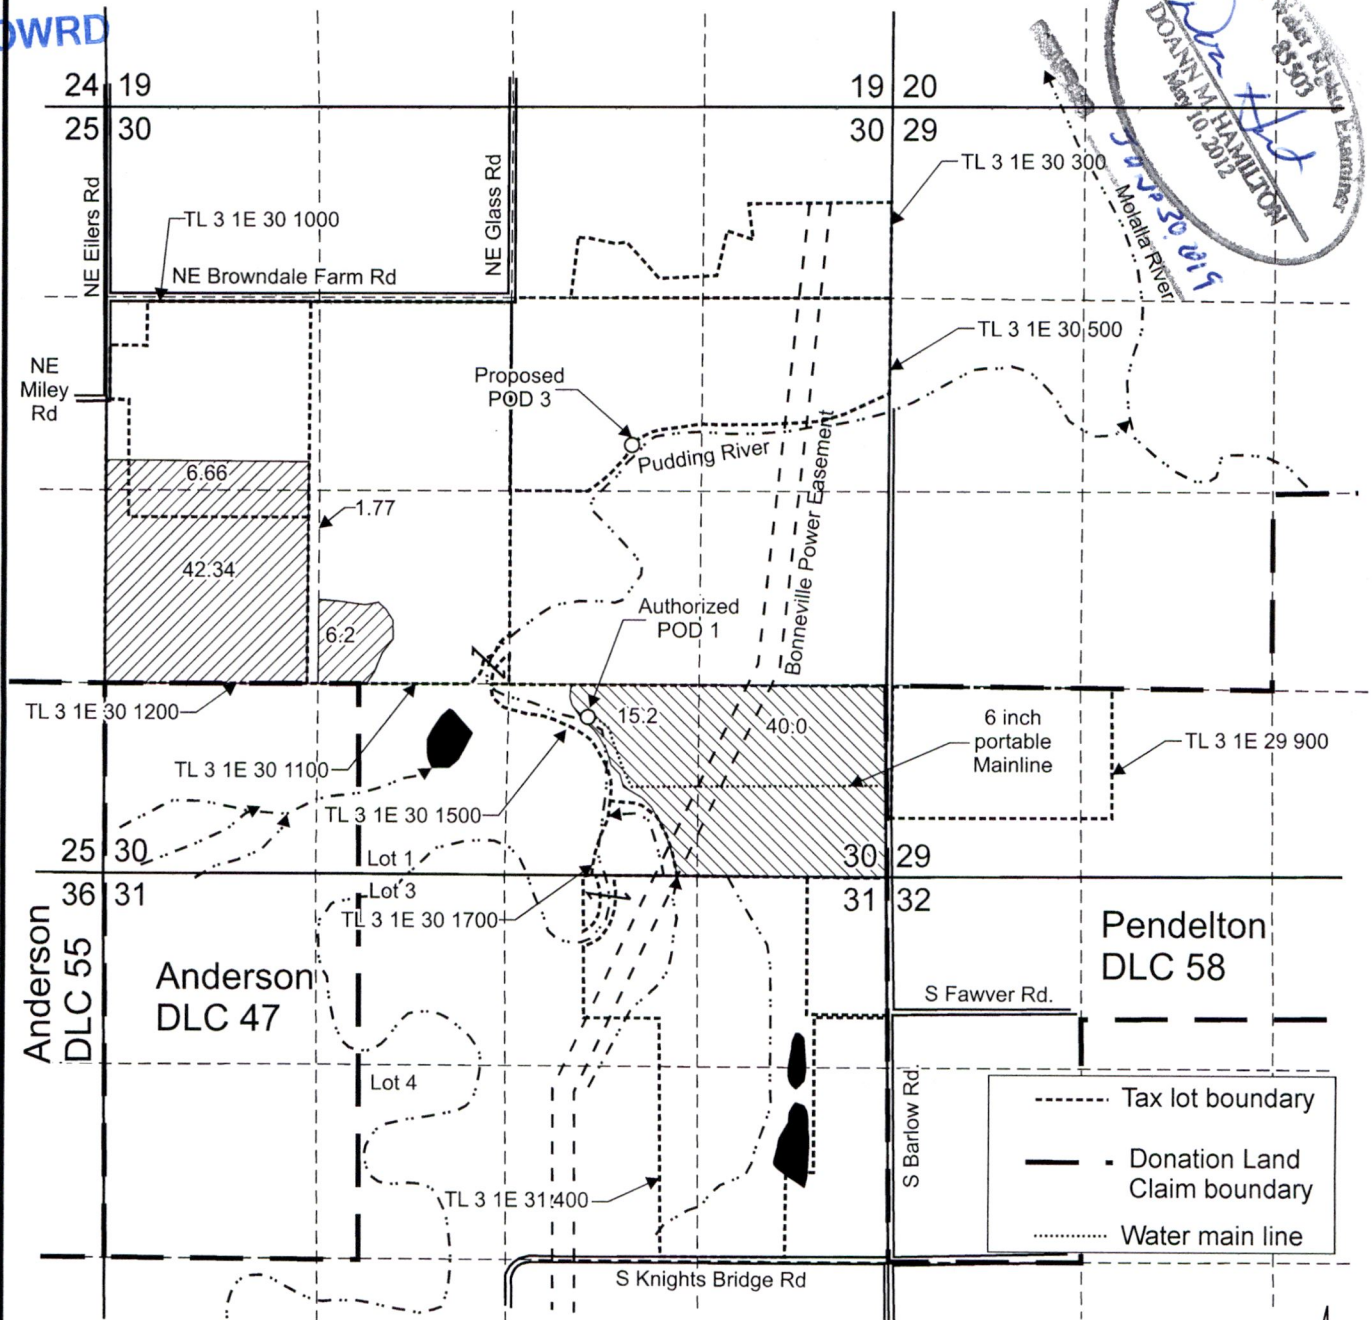 OWRD
24 19
19 20
25 30
30 29
Water Rights Examiner
85503
DOANN M. HAMILTON
May 10, 2012
NE Eilers Rd
NE Glass Rd
TL 3 1E 30 300
TL 3 1E 30 1000
NE Browndale Farm Rd
Molalla River
TL 3 1E 30 500
NE
Miley
Rd
Proposed
POD 3
Pudding River
Bonneville Power Easement
6.66
1.77
42.34
6.2
Authorized
POD 1
15.2
40.0
6 inch
portable
Mainline
TL 3 1E 30 1200
TL 3 1E 29 900
TL 3 1E 30 1100
TL 3 1E 30 1500
25 30
Lot 1
30 29
36 31
Lot 3
31 32
TL 3 1E 30 1700
Anderson
DLC 55
Anderson
DLC 47
Pendelton
DLC 58
S Fawver Rd.
Lot 4
S Barlow Rd.
TL 3 1E 31 400
Tax lot boundary
Donation Land
Claim boundary
Water main line
S Knights Bridge Rd